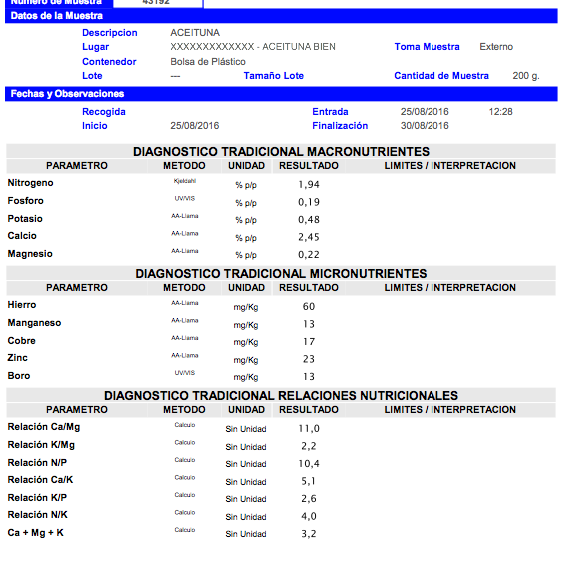 Número de Muestra 43192
Datos de la Muestra
Descripcion ACEITUNA
Lugar XXXXXXXXXXXXX - ACEITUNA BIEN Toma Muestra Externo
Contenedor Bolsa de Plástico
Lote --- Tamaño Lote Cantidad de Muestra 200 g.
Fechas y Observaciones
Recogida Entrada 25/08/2016 12:28
Inicio 25/08/2016 Finalización 30/08/2016
DIAGNOSTICO TRADICIONAL MACRONUTRIENTES
PARAMETRO METODO UNIDAD RESULTADO LIMITES / INTERPRETACION
Nitrogeno Kjeldahl % p/p 1,94
Fosforo UV/VIS % p/p 0,19
Potasio AA-Llama % p/p 0,48
Calcio AA-Llama % p/p 2,45
Magnesio AA-Llama % p/p 0,22
DIAGNOSTICO TRADICIONAL MICRONUTRIENTES
PARAMETRO METODO UNIDAD RESULTADO LIMITES / INTERPRETACION
Hierro AA-Llama mg/Kg 60
Manganeso AA-Llama mg/Kg 13
Cobre AA-Llama mg/Kg 17
Zinc AA-Llama mg/Kg 23
Boro UV/VIS mg/Kg 13
DIAGNOSTICO TRADICIONAL RELACIONES NUTRICIONALES
PARAMETRO METODO UNIDAD RESULTADO LIMITES / INTERPRETACION
Relación Ca/Mg Calculo Sin Unidad 11,0
Relación K/Mg Calculo Sin Unidad 2,2
Relación N/P Calculo Sin Unidad 10,4
Relación Ca/K Calculo Sin Unidad 5,1
Relación K/P Calculo Sin Unidad 2,6
Relación N/K Calculo Sin Unidad 4,0
Ca + Mg + K Calculo Sin Unidad 3,2